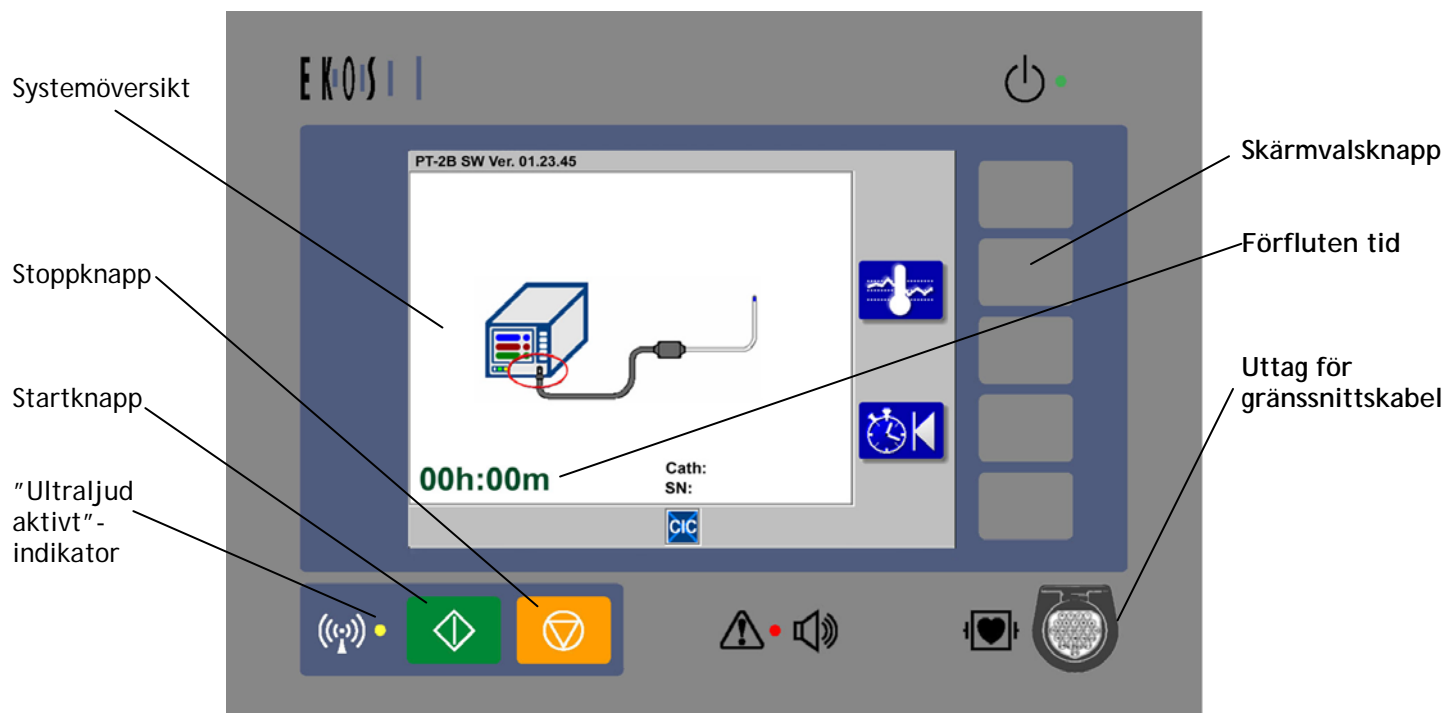 EKOS
Systemöversikt
PT-2B SW Ver. 01.23.45
Skärmvalsknapp
Förfluten tid
Stoppknapp
Uttag för
gränssnittskabel
Startknapp
00h:00m
Cath:
SN:
"Ultraljud
aktivt"-
indikator
CIC